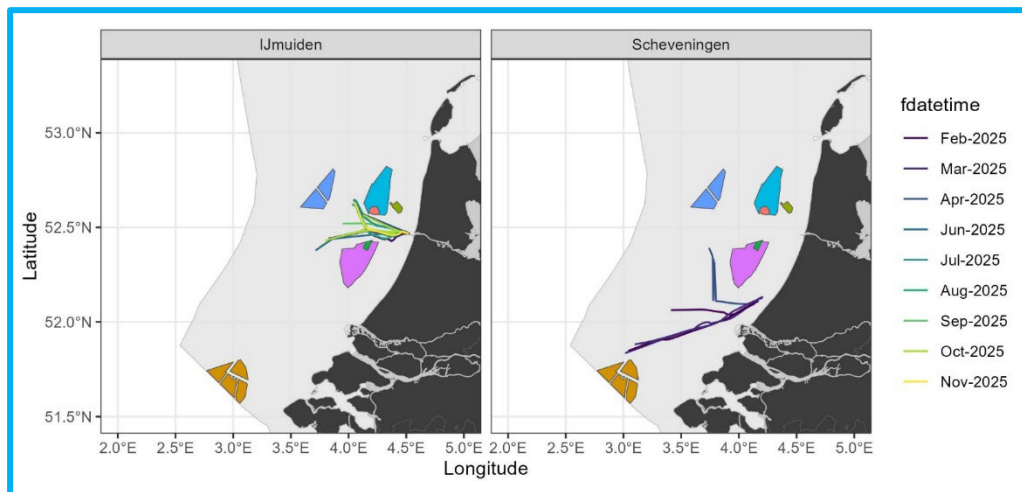 IJmuiden
Scheveningen
53.0°N
52.5°N
52.0°N
51.5°N
Latitude
2.0°E 2.5°E 3.0°E 3.5°E 4.0°E 4.5°E 5.0°E
2.0°E 2.5°E 3.0°E 3.5°E 4.0°E 4.5°E 5.0°E
Longitude
fdatetime
Feb-2025
Mar-2025
Apr-2025
Jun-2025
Jul-2025
Aug-2025
Sep-2025
Oct-2025
Nov-2025